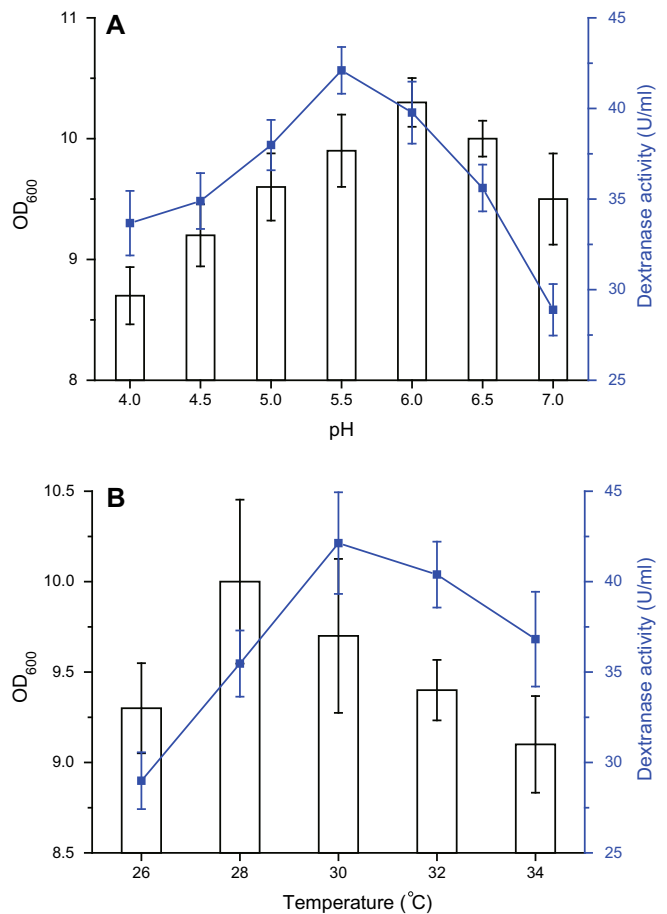 A
11
10
9
8
OD600
45
40
35
30
25
Dextranase activity (U/ml)
4.0 4.5 5.0 5.5 6.0 6.5 7.0
pH
B
10.5
10.0
9.5
9.0
8.5
OD600
45
40
35
30
25
Dextranase activity (U/ml)
26 28 30 32 34
Temperature (°C)